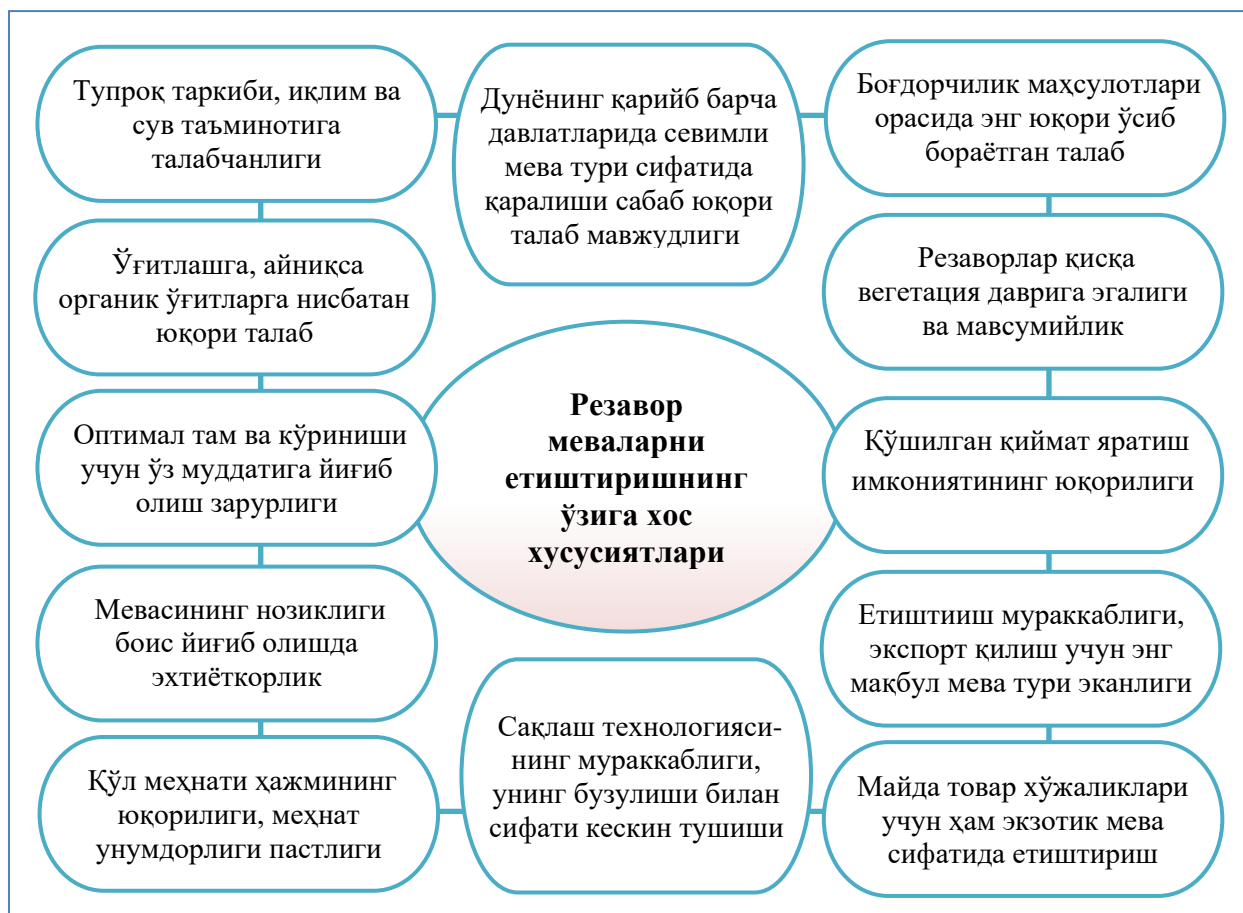 Тупроқ таркиби, иқлим ва
сув таъминотига
талабчанлиги
Дунёнинг қарийб барча
давлатларида севимли
мева тури сифатида
қаралиши сабаб юқори
талаб мавжудлиги
Боғдорчилик маҳсулотлари
орасида энг юқори ўсиб
бораётган талаб
Ўғитлашга, айниқса
органик ўғитларга нисбатан
юқори талаб
Резаворлар қисқа
вегетация даврига эгалиги
ва мавсумийлик
Оптимал там ва кўриниши
учун ўз муддатига йиғиб
олиш зарурлиги
Резавор
меваларни
етиштиришнинг
ўзига хос
хусусиятлари
Қўшилган қиймат яратиш
имкониятининг юқорилиги
Мевасининг нозиклиги
боис йиғиб олишда
эхтиёткорлик
Етиштииш мураккаблиги,
экспорт қилиш учун энг
мақбул мева тури эканлиги
Қўл меҳнати ҳажмининг
юқорилиги, меҳнат
унумдорлиги пастлиги
Сақлаш технологияси-
нинг мураккаблиги,
унинг бузулиши билан
сифати кескин тушиши
Майда товар хўжаликлари
учун ҳам экзотик мева
сифатида етиштириш